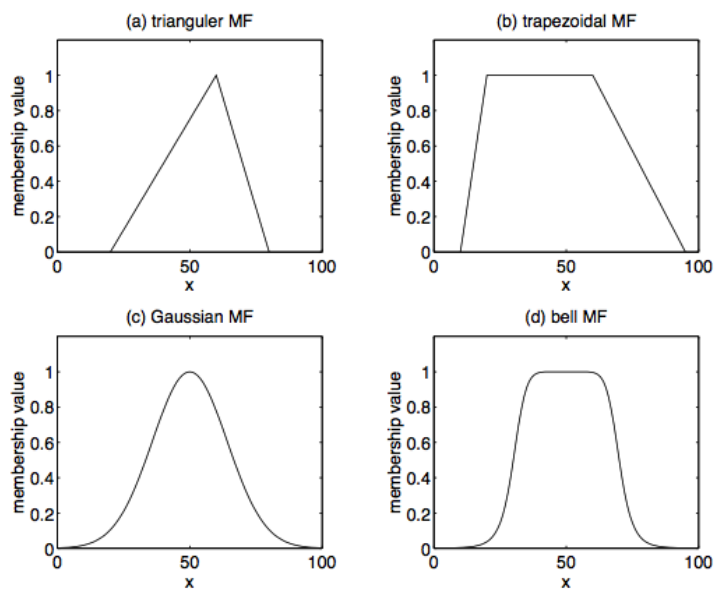 (a) trianguler MF
membership value
1
0.8
0.6
0.4
0.2
0
0 50 100
x
(b) trapezoidal MF
membership value
1
0.8
0.6
0.4
0.2
0
0 50 100
x
(c) Gaussian MF
membership value
1
0.8
0.6
0.4
0.2
0
0 50 100
x
(d) bell MF
membership value
1
0.8
0.6
0.4
0.2
0
0 50 100
x